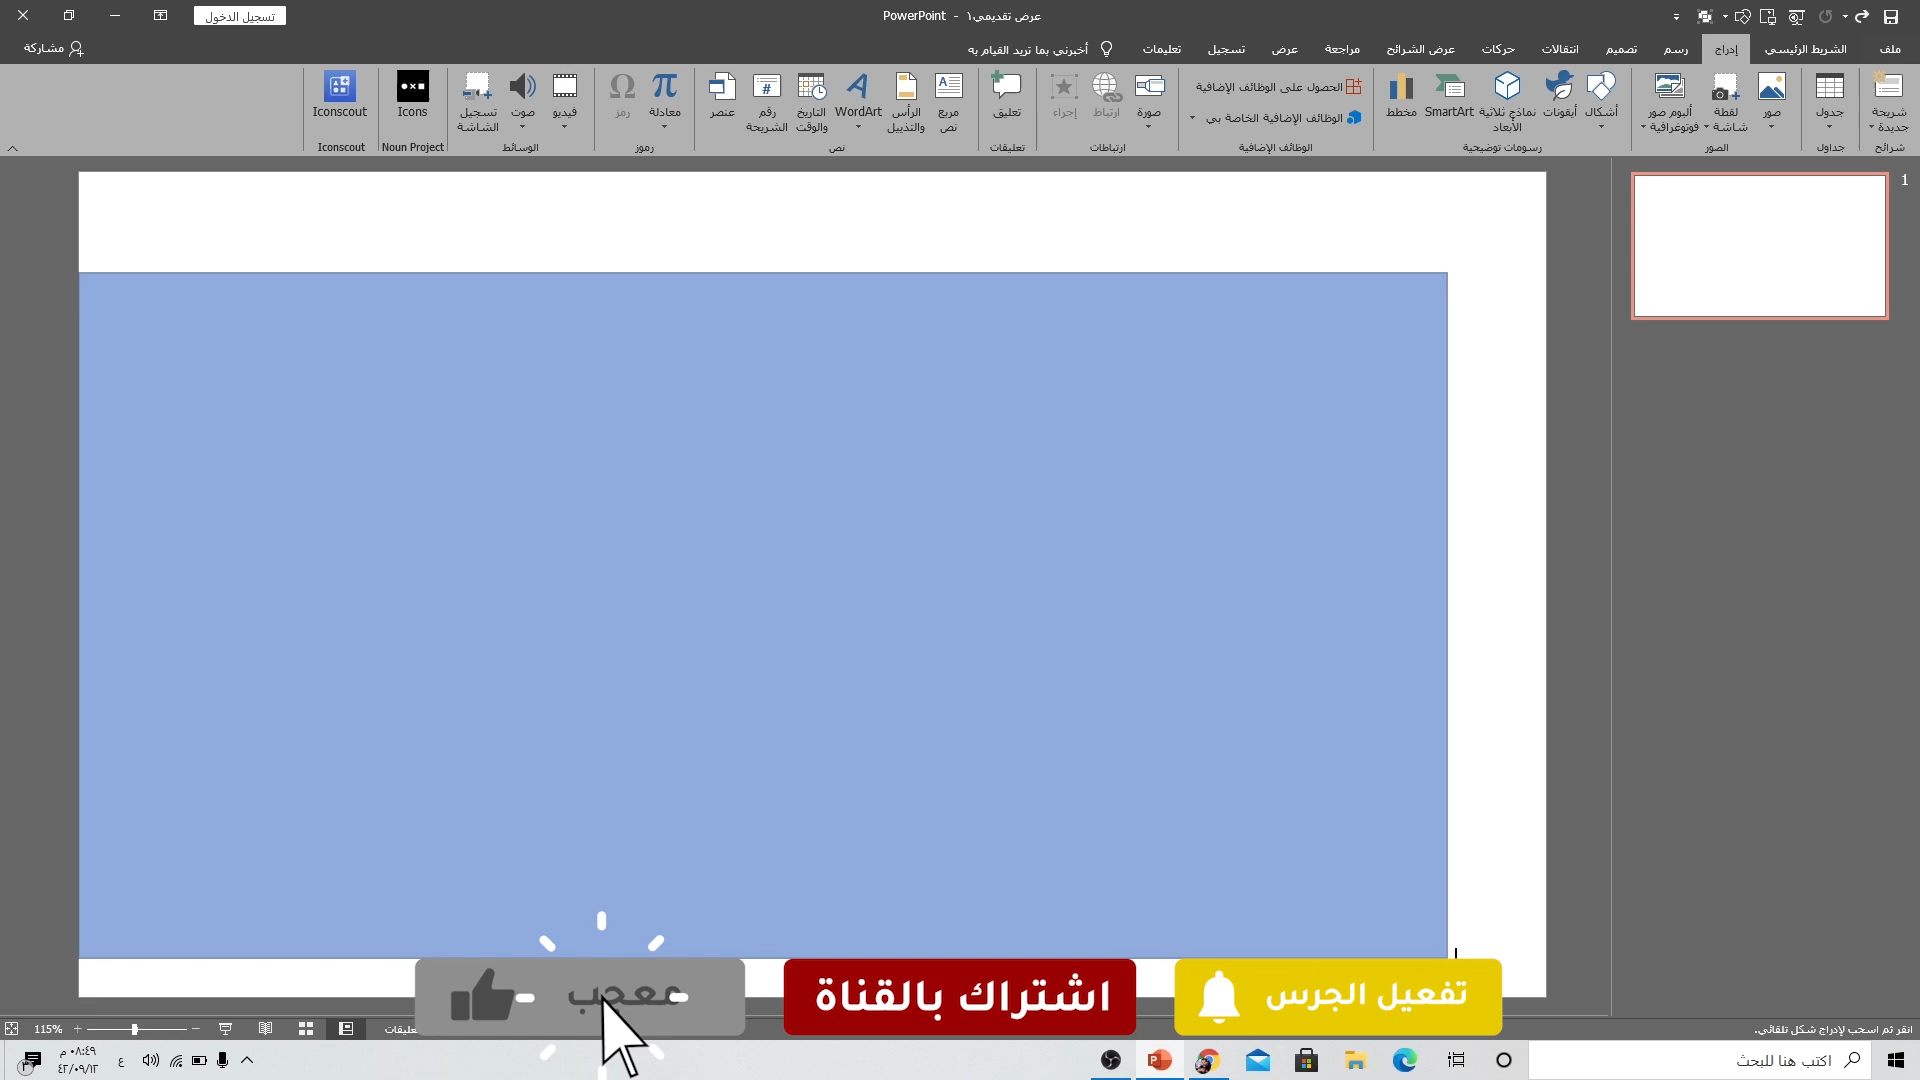 عرض تقديمي١ - PowerPoint
تسجيل الدخول
ملف
الشريط الرئيسي
إدراج
رسم
تصميم
انتقالات
حركات
عرض الشرائح
مراجعة
عرض
تسجيل
تعليمات
أخبرني بما تريد القيام به
مشاركة
شريحة
جديدة
شرائح
جدول
جداول
صور
لقطة
شاشة
ألبوم صور
فوتوغرافية
الصور
أشكال
أيقونات
نماذج ثلاثية
الأبعاد
SmartArt
مخطط
رسومات توضيحية
الحصول على الوظائف الإضافية
الوظائف الإضافية الخاصة بي
الوظائف الإضافية
صورة
ارتباط
إجراء
ارتباطات
تعليق
تعليقات
مربع
نص
الرأس
والتذييل
WordArt
التاريخ
والوقت
رقم
الشريحة
عنصر
نص
معادلة
رمز
رموز
فيديو
صوت
تسجيل
الشاشة
الوسائط
Icons
Noun Project
Iconscout
Iconscout
1
تفعيل الجرس
اشتراك بالقناة
معجب
انقر ثم اسحب لإدراج شكل تلقائي.
115%
اكتب هنا للبحث
ع
٠٨:٤٩ م
٤٢/٠٩/١٢